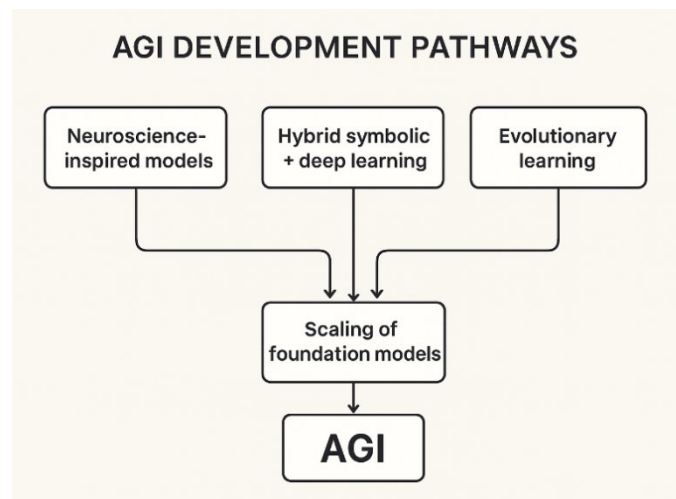 AGI DEVELOPMENT PATHWAYS
Neuroscience-
inspired models
Hybrid symbolic
+ deep learning
Evolutionary
learning
Scaling of
foundation models
AGI